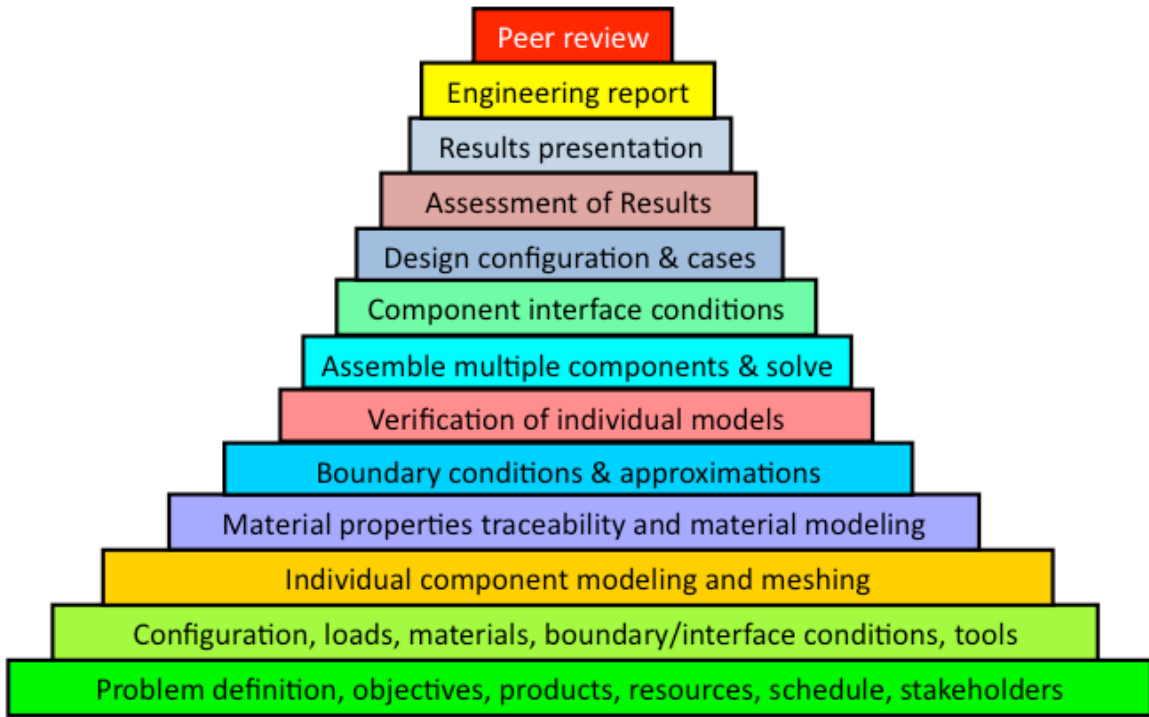 Peer review
Engineering report
Results presentation
Assessment of Results
Design configuration & cases
Component interface conditions
Assemble multiple components & solve
Verification of individual models
Boundary conditions & approximations
Material properties traceability and material modeling
Individual component modeling and meshing
Configuration, loads, materials, boundary/interface conditions, tools
Problem definition, objectives, products, resources, schedule, stakeholders